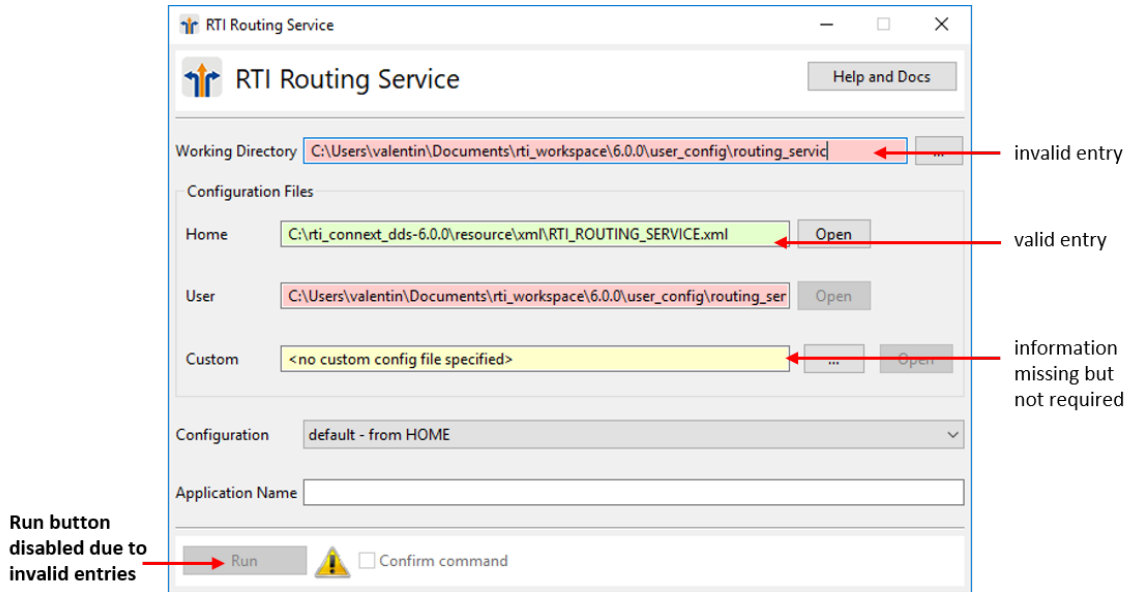 RTI Routing Service
RTI Routing Service
Help and Docs
Working Directory
C:\Users\valentin\Documents\rti_workspace\6.0.0\user_config\routing_servic
...
invalid entry
Configuration Files
Home
C:\rti_connext_dds-6.0.0\resource\xml\RTI_ROUTING_SERVICE.xml
Open
valid entry
User
C:\Users\valentin\Documents\rti_workspace\6.0.0\user_config\routing_ser
Open
Custom
<no custom config file specified>
...
Open
information
missing but
not required
Configuration
default - from HOME
Application Name
Run button
disabled due to
invalid entries
Run
Confirm command